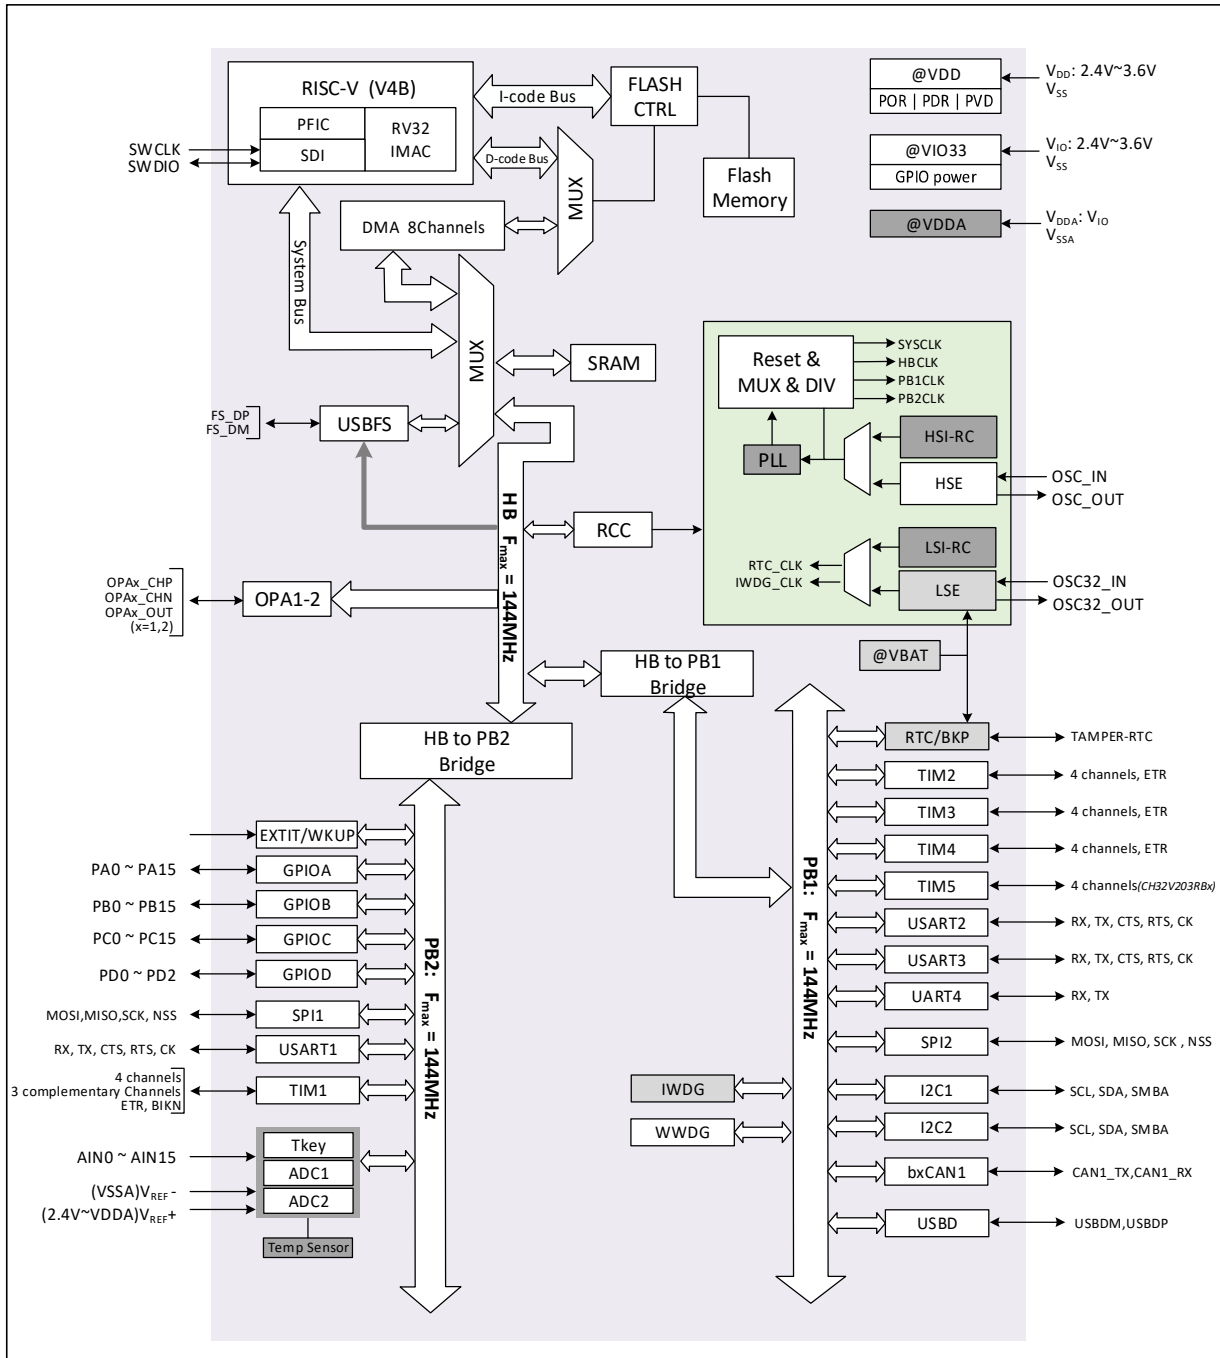 RISC-V (V4B)
PFIC
SDI
RV32
IMAC
SWCLK
SWDIO
I-code Bus
D-code Bus
FLASH
CTRL
Flash
Memory
MUX
DMA 8Channels
System Bus
MUX
SRAM
FS_DP
FS_DM
USBFS
@VDD
POR | PDR | PVD
VDD: 2.4V~3.6V
VSS
@VIO33
GPIO power
VIO: 2.4V~3.6V
VSS
@VDDA
VDDA: VIO
VSSA
Reset &
MUX & DIV
SYSCLK
HBCLK
PB1CLK
PB2CLK
PLL
HSI-RC
HSE
OSC_IN
OSC_OUT
RCC
LSI-RC
LSE
RTC_CLK
IWDG_CLK
OSC32_IN
OSC32_OUT
@VBAT
HB Fmax = 144MHz
OPAx_CHP
OPAx_CHN
OPAx_OUT
(x=1,2)
OPA1-2
HB to PB1
Bridge
HB to PB2
Bridge
EXTIT/WKUP
PA0 ~ PA15
GPIOA
PB0 ~ PB15
GPIOB
PC0 ~ PC15
GPIOC
PD0 ~ PD2
GPIOD
MOSI,MISO,SCK, NSS
SPI1
RX, TX, CTS, RTS, CK
USART1
4 channels
3 complementary Channels
ETR, BIKN
TIM1
AIN0 ~ AIN15
Tkey
ADC1
ADC2
(VSSA)VREF -
(2.4V~VDDA)VREF+
Temp Sensor
PB2: Fmax = 144MHz
PB1: Fmax = 144MHz
IWDG
WWDG
RTC/BKP
TAMPER-RTC
TIM2
4 channels, ETR
TIM3
4 channels, ETR
TIM4
4 channels, ETR
TIM5
4 channels(CH32V203RBx)
USART2
RX, TX, CTS, RTS, CK
USART3
RX, TX, CTS, RTS, CK
UART4
RX, TX
SPI2
MOSI, MISO, SCK , NSS
I2C1
SCL, SDA, SMBA
I2C2
SCL, SDA, SMBA
bxCAN1
CAN1_TX,CAN1_RX
USBD
USBDM,USBDP